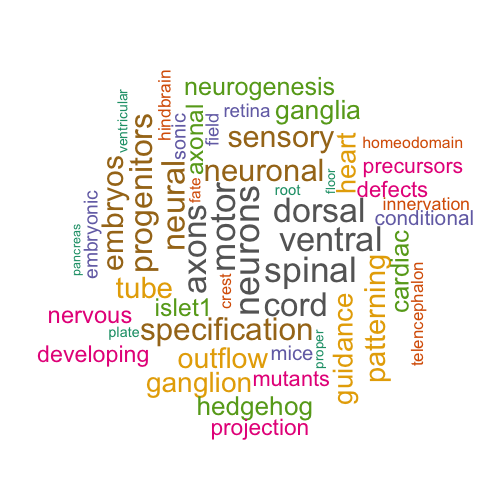 neurogenesis
hindbrain
ventricular
retina
ganglia
sonic
field
axonal
sensory
homeodomain
progenitors
embryos
neural
fate
neuronal
heart
precursors
defects
root
floor
innervation
conditional
embryonic
pancreas
axons
motor
neurons
dorsal
ventral
spinal
cord
cardiac
tube
islet1
crest
patterning
telencephalon
nervous
plate
specification
guidance
developing
outflow
mice
proper
ganglion
mutants
hedgehog
projection